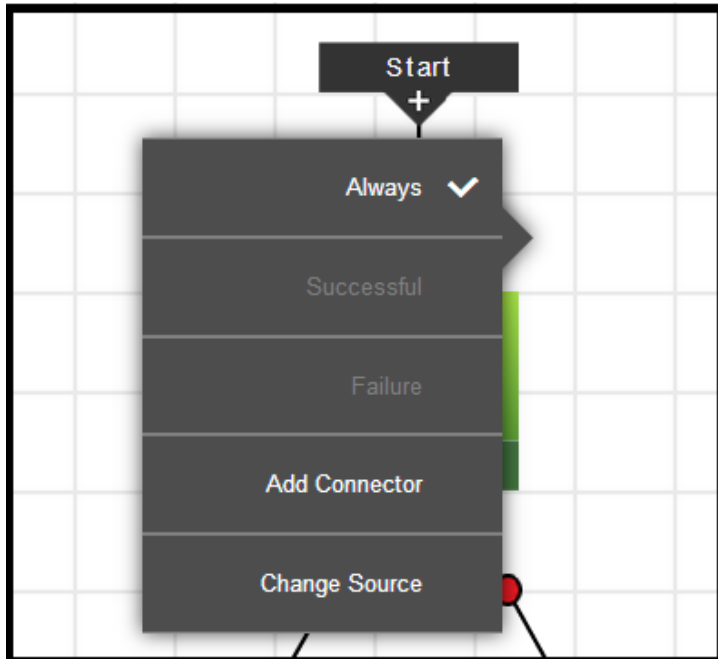 Start
+
Always
Successful
Failure
Add Connector
Change Source